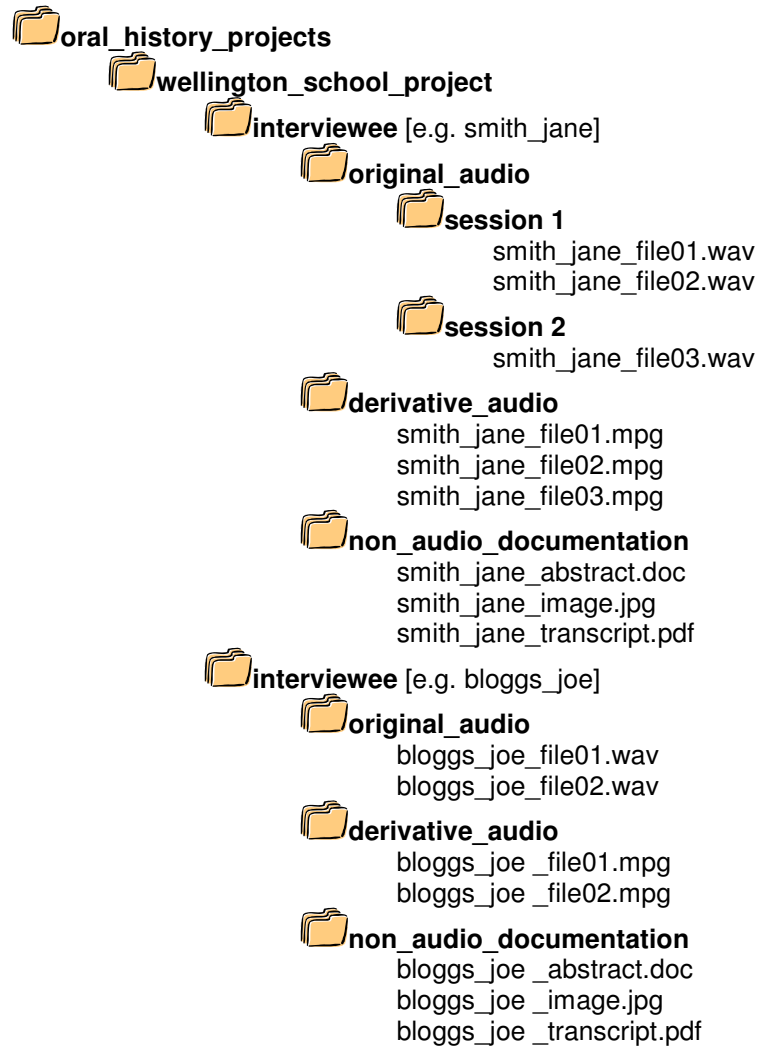 oral_history_projects
wellington_school_project
interviewee [e.g. smith_jane]
original_audio
session 1
smith_jane_file01.wav
smith_jane_file02.wav
session 2
smith_jane_file03.wav
derivative_audio
smith_jane_file01.mpg
smith_jane_file02.mpg
smith_jane_file03.mpg
non_audio_documentation
smith_jane_abstract.doc
smith_jane_image.jpg
smith_jane_transcript.pdf
interviewee [e.g. bloggs_joe]
original_audio
bloggs_joe_file01.wav
bloggs_joe_file02.wav
derivative_audio
bloggs_joe _file01.mpg
bloggs_joe _file02.mpg
non_audio_documentation
bloggs_joe _abstract.doc
bloggs_joe _image.jpg
bloggs_joe _transcript.pdf